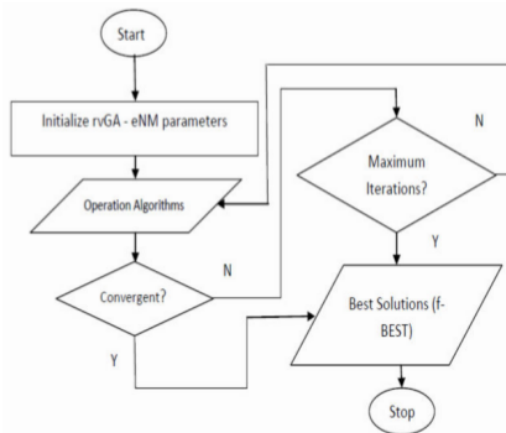 Start
Initialize rvGA - eNM parameters
Operation Algorithms
Convergent?
N
Y
Maximum
Iterations?
N
Y
Best Solutions (f-
BEST)
Stop